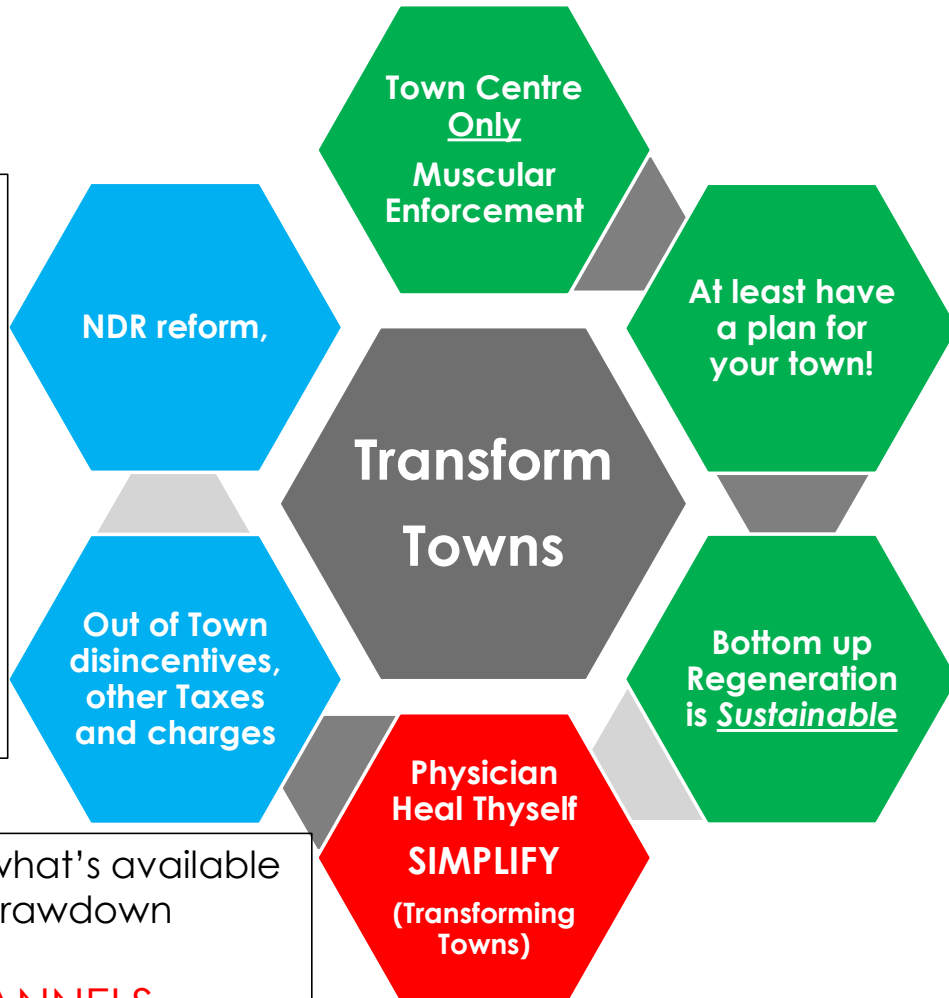 Town Centre
Only
Muscular
Enforcement
NDR reform,
At least have
a plan for
your town!
Transform
Towns
Out of Town
disincentives,
other Taxes
and charges
Bottom up
Regeneration
is Sustainable
Physician
Heal Thyself
SIMPLIFY
(Transforming
Towns)
what's available